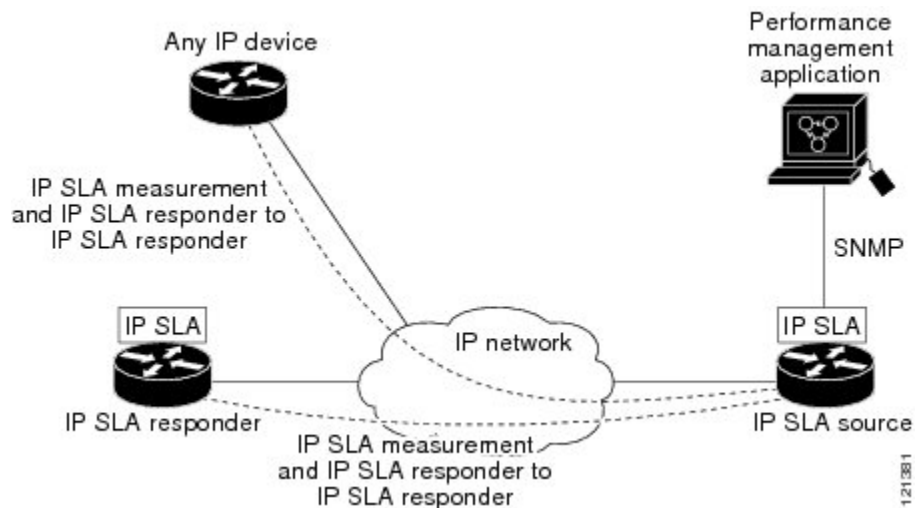 Any IP device
Performance
management
application
IP SLA measurement
and IP SLA responder to
IP SLA responder
SNMP
IP SLA
IP network
IP SLA
IP SLA responder
IP SLA source
IP SLA measurement
and IP SLA responder to
IP SLA responder
121381